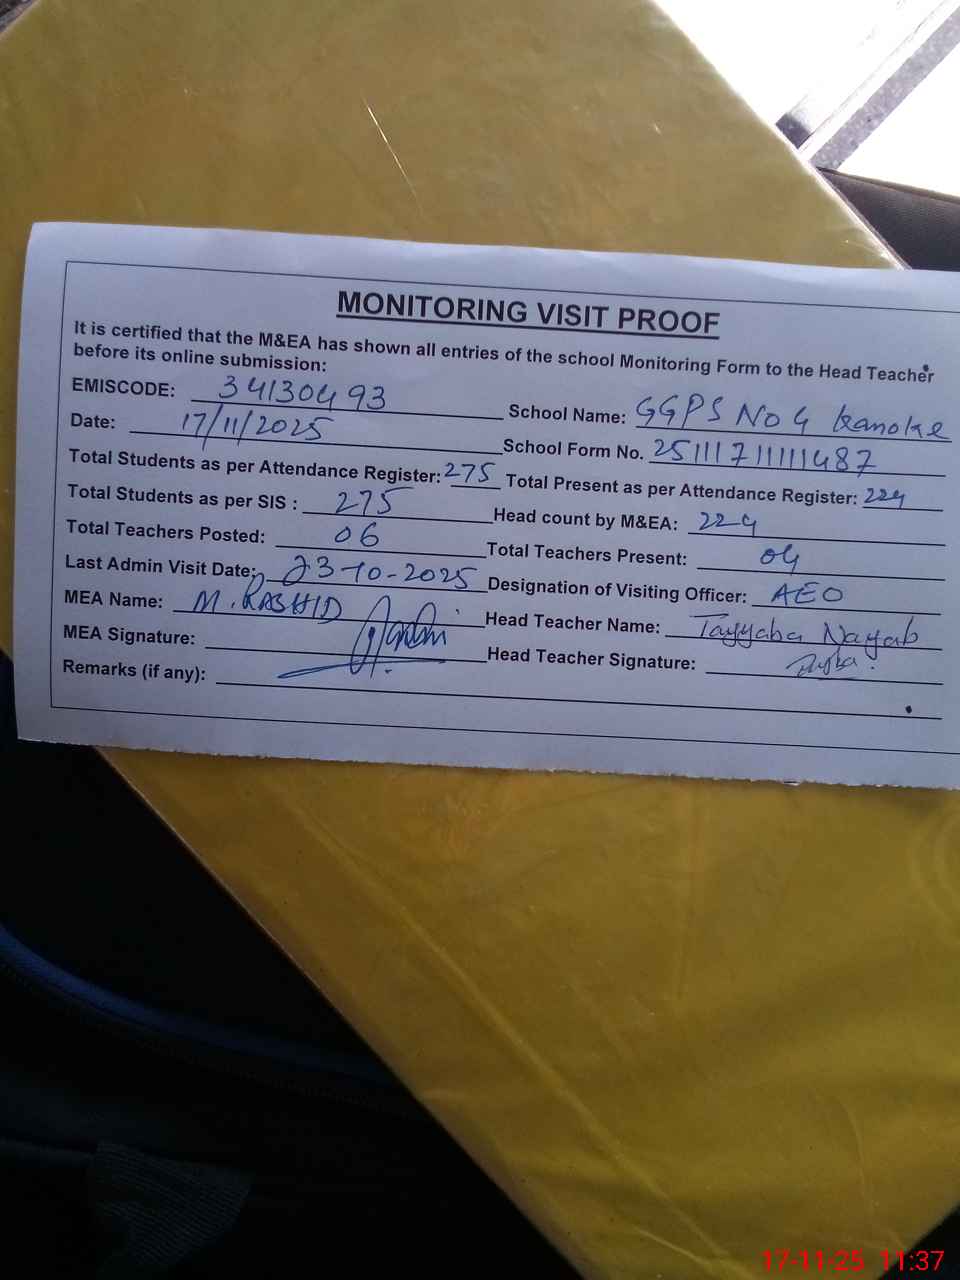 MONITORING VISIT PROOF
It is certified that the M&EA has shown all entries of the school Monitoring Form to the Head Teacher
before its online submission:
EMISCODE: 34130493 School Name: GGPS No 4 Kanoke
Date: 17/11/2025 School Form No. 2511171111487
Total Students as per Attendance Register: 275 Total Present as per Attendance Register: 224
Total Students as per SIS : 275 Head count by M&EA: 224
Total Teachers Posted: 06 Total Teachers Present: 04
Last Admin Visit Date: 23-10-2025 Designation of Visiting Officer: AEO
MEA Name: M. RASHID Head Teacher Name: Tayyaba Nayab
MEA Signature: Head Teacher Signature:
Remarks (if any):
17-11-25 11:37